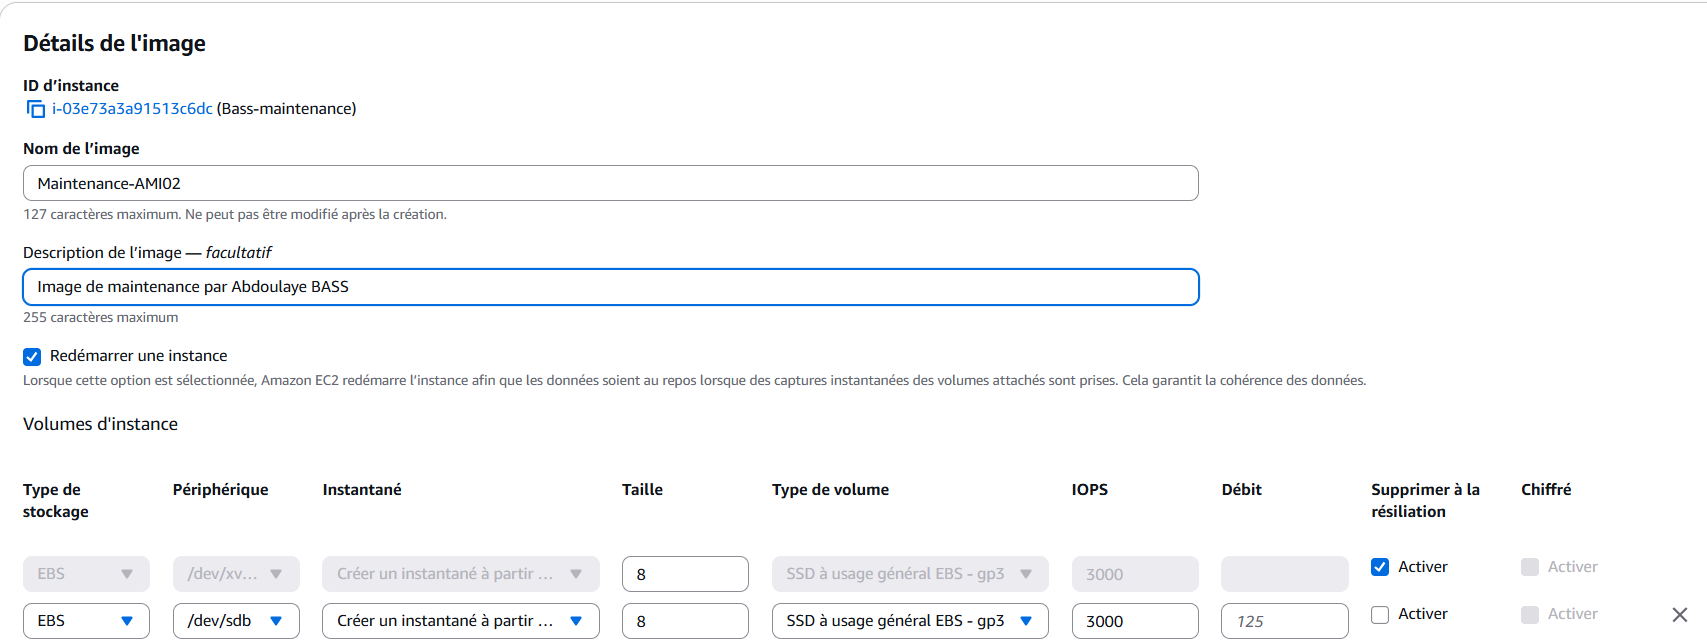 Détails de l'image
ID d’instance
i-03e73a3a91513c6dc (Bass-maintenance)
Nom de l’image
Maintenance-AMI02
127 caractères maximum. Ne peut pas être modifié après la création.
Description de l’image — facultatif
Image de maintenance par Abdoulaye BASS
255 caractères maximum
Redémarrer une instance
Lorsque cette option est sélectionnée, Amazon EC2 redémarre l’instance afin que les données soient au repos lorsque des captures instantanées des volumes attachés sont prises. Cela garantit la cohérence des données.
Volumes d'instance
Type de stockage Périphérique Instantané Taille Type de volume IOPS Débit Supprimer à la résiliation Chiffré
EBS /dev/xv... Créer un instantané à partir ... 8 SSD à usage général EBS - gp3 3000 Activer Activer
EBS /dev/sdb Créer un instantané à partir ... 8 SSD à usage général EBS - gp3 3000 125 Activer Activer